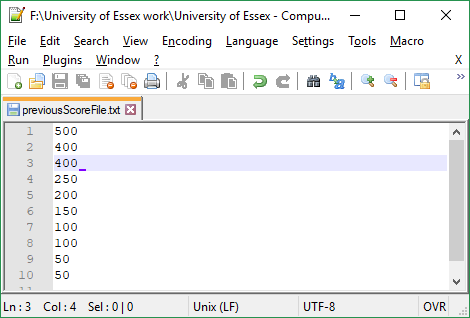 F:\University of Essex work\University of Essex - Compu...
File Edit Search View Encoding Language Settings Tools Macro
Run Plugins Window ? X
previousScoreFile.txt
1 500
2 400
3 400
4 250
5 200
6 150
7 100
8 100
9 50
10 50
11
Ln : 3 Col : 4 Sel : 0 | 0 Unix (LF) UTF-8 OVR